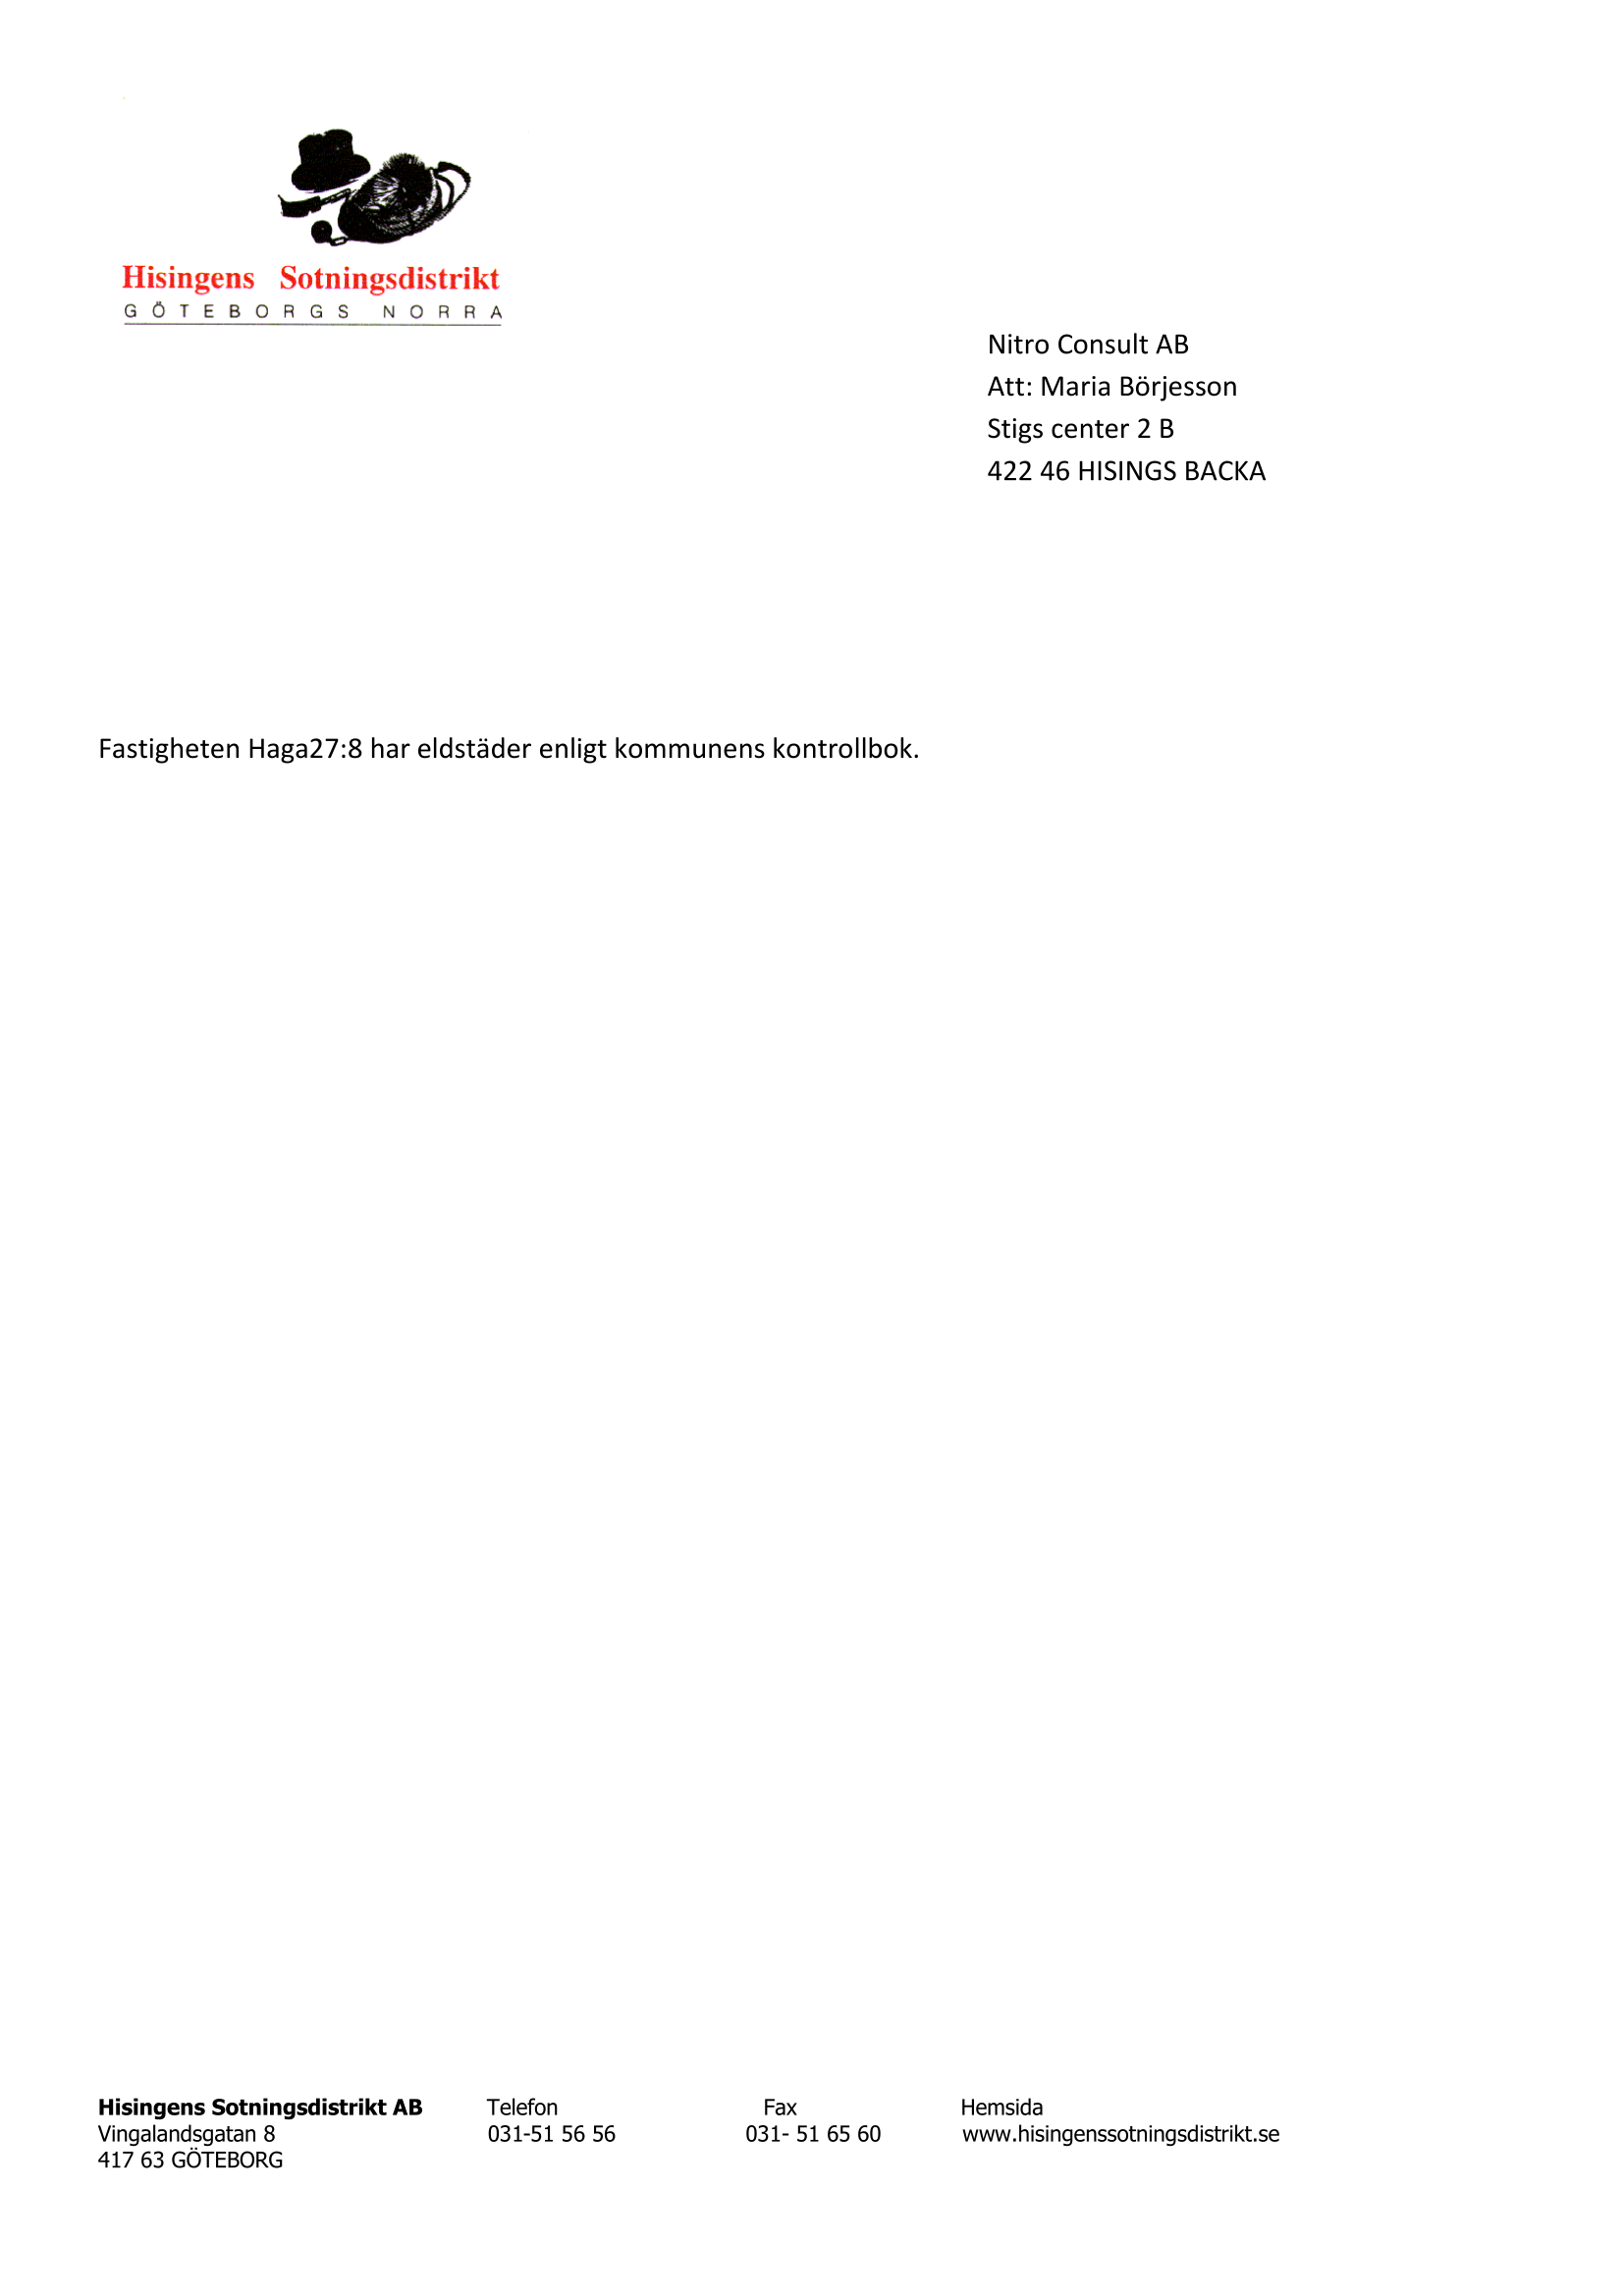 Hisingens Sotningsdistrikt
GÖTEBORGS NORRA
Nitro Consult AB
Att: Maria Börjesson
Stigs center 2 B
422 46 HISINGS BACKA
Fastigheten Haga27:8 har eldstäder enligt kommunens kontrollbok.
Hisingens Sotningsdistrikt AB Telefon Fax Hemsida
Vingalandsgatan 8 031-51 56 56 031- 51 65 60 www.hisingenssotningsdistrikt.se
417 63 GÖTEBORG